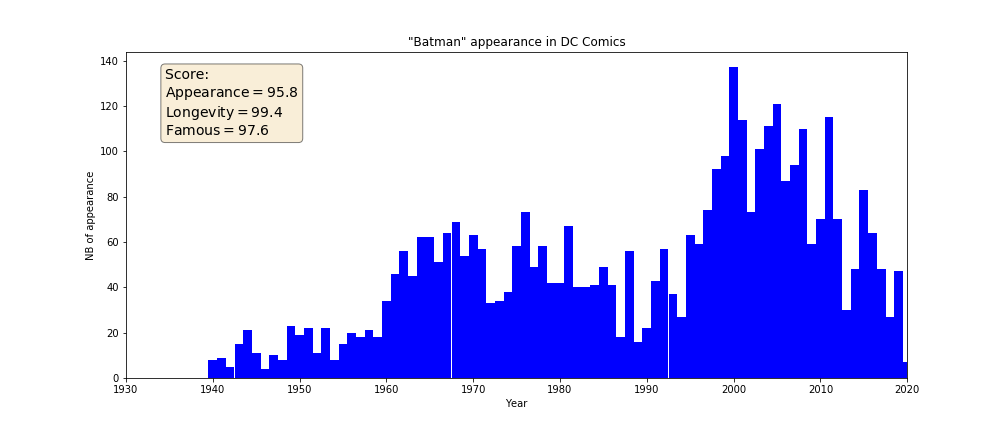 "Batman" appearance in DC Comics
Score:
Appearance = 95.8
Longevity = 99.4
Famous = 97.6
NB of appearance
140
120
100
80
60
40
20
0
1930 1940 1950 1960 1970 1980 1990 2000 2010 2020
Year